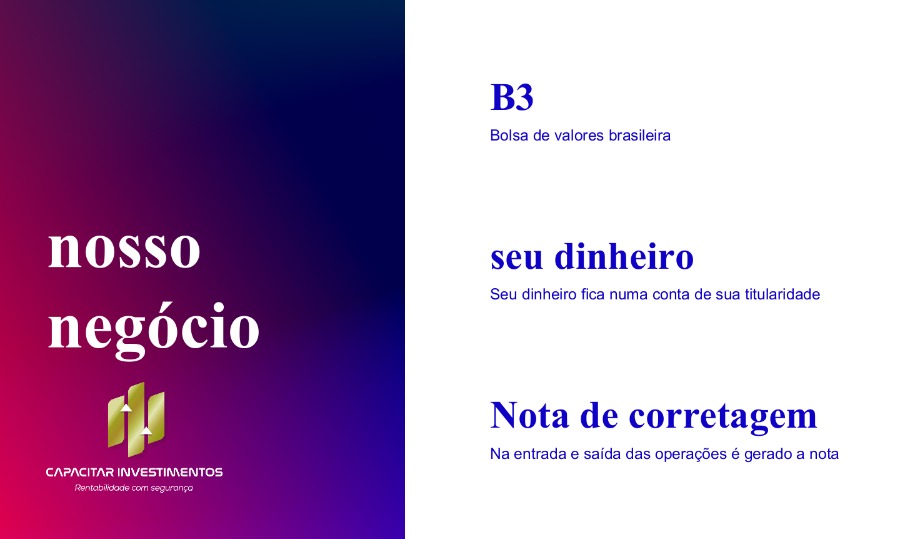 nosso
negócio
CAPACITAR INVESTIMENTOS
Rentabilidade com segurança
B3
Bolsa de valores brasileira
seu dinheiro
Seu dinheiro fica numa conta de sua titularidade
Nota de corretagem
Na entrada e saída das operações é gerado a nota